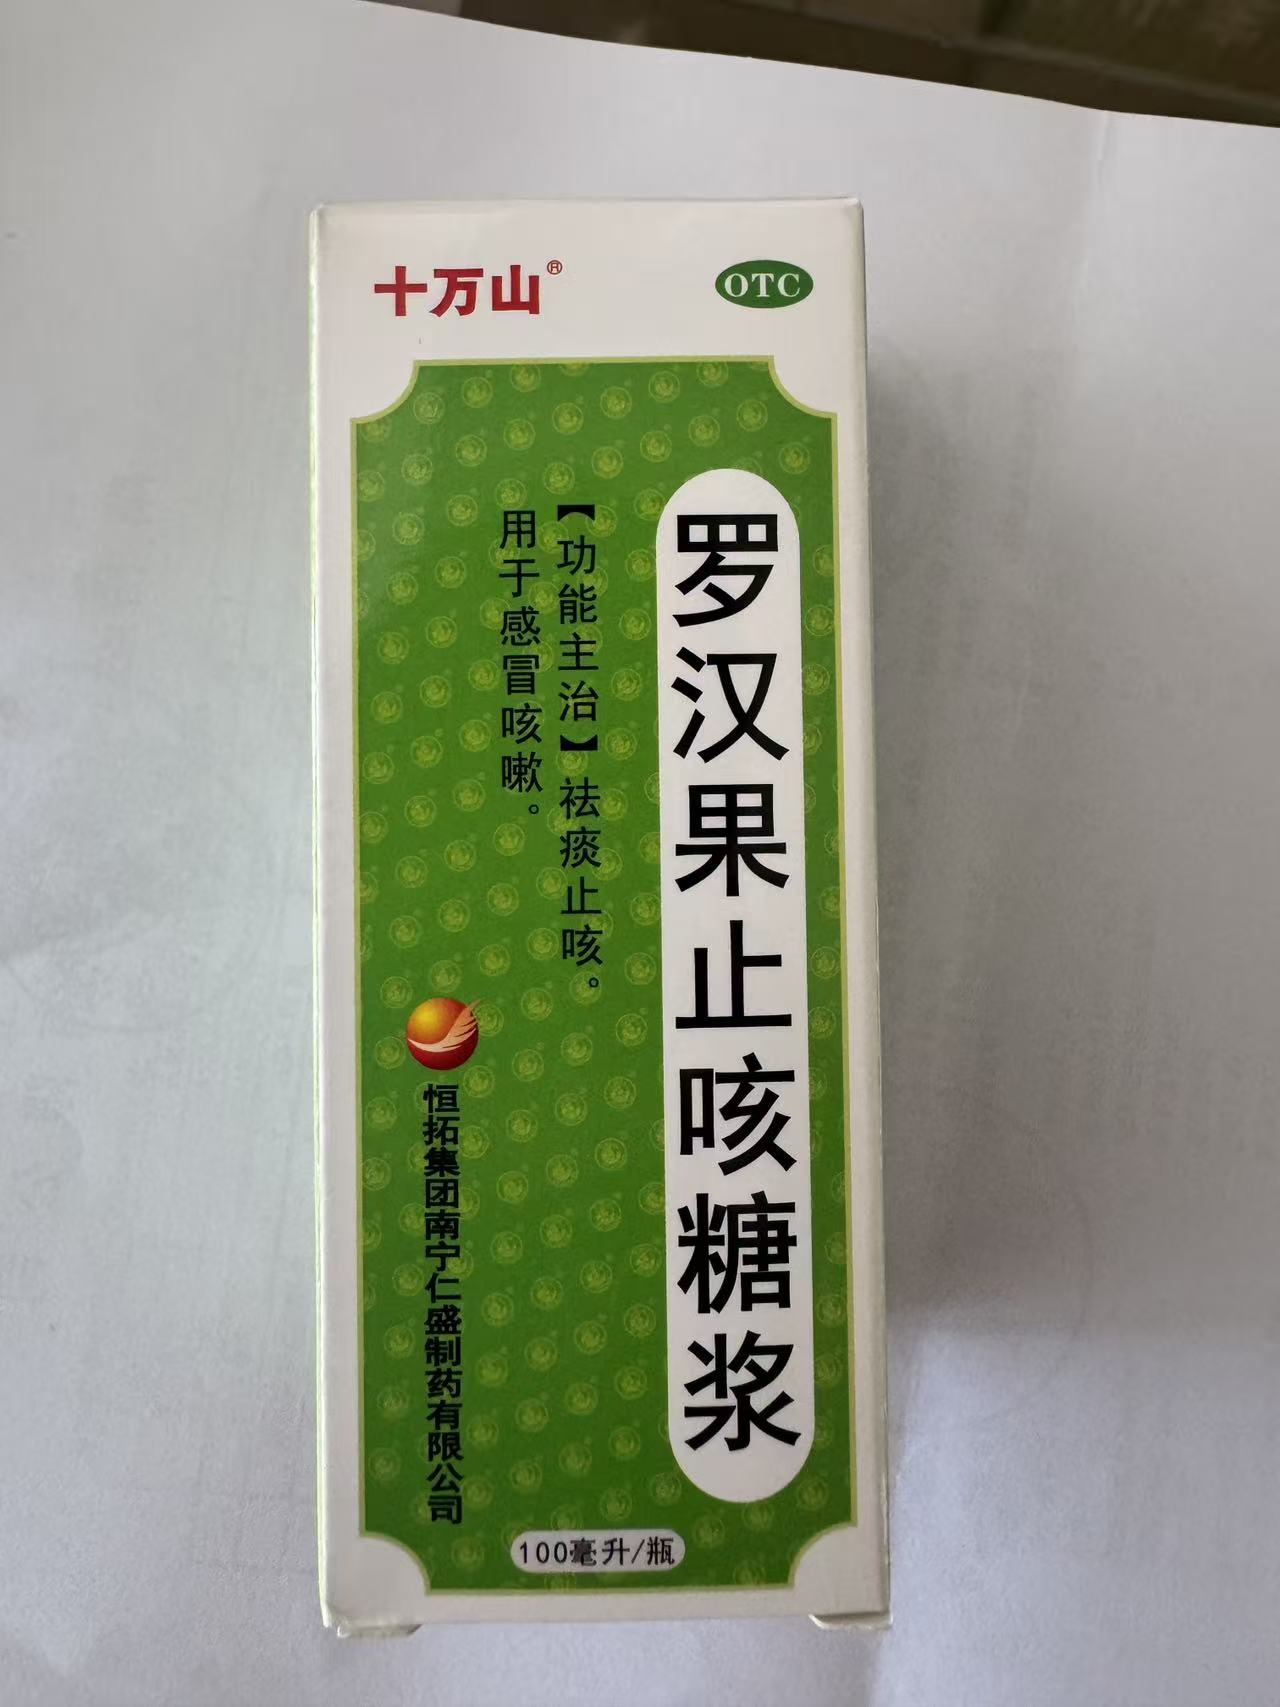 十万山®
OTC
罗汉果止咳糖浆
【功能主治】祛痰止咳。
用于感冒咳嗽。
恒拓集团南宁仁盛制药有限公司
100毫升/瓶